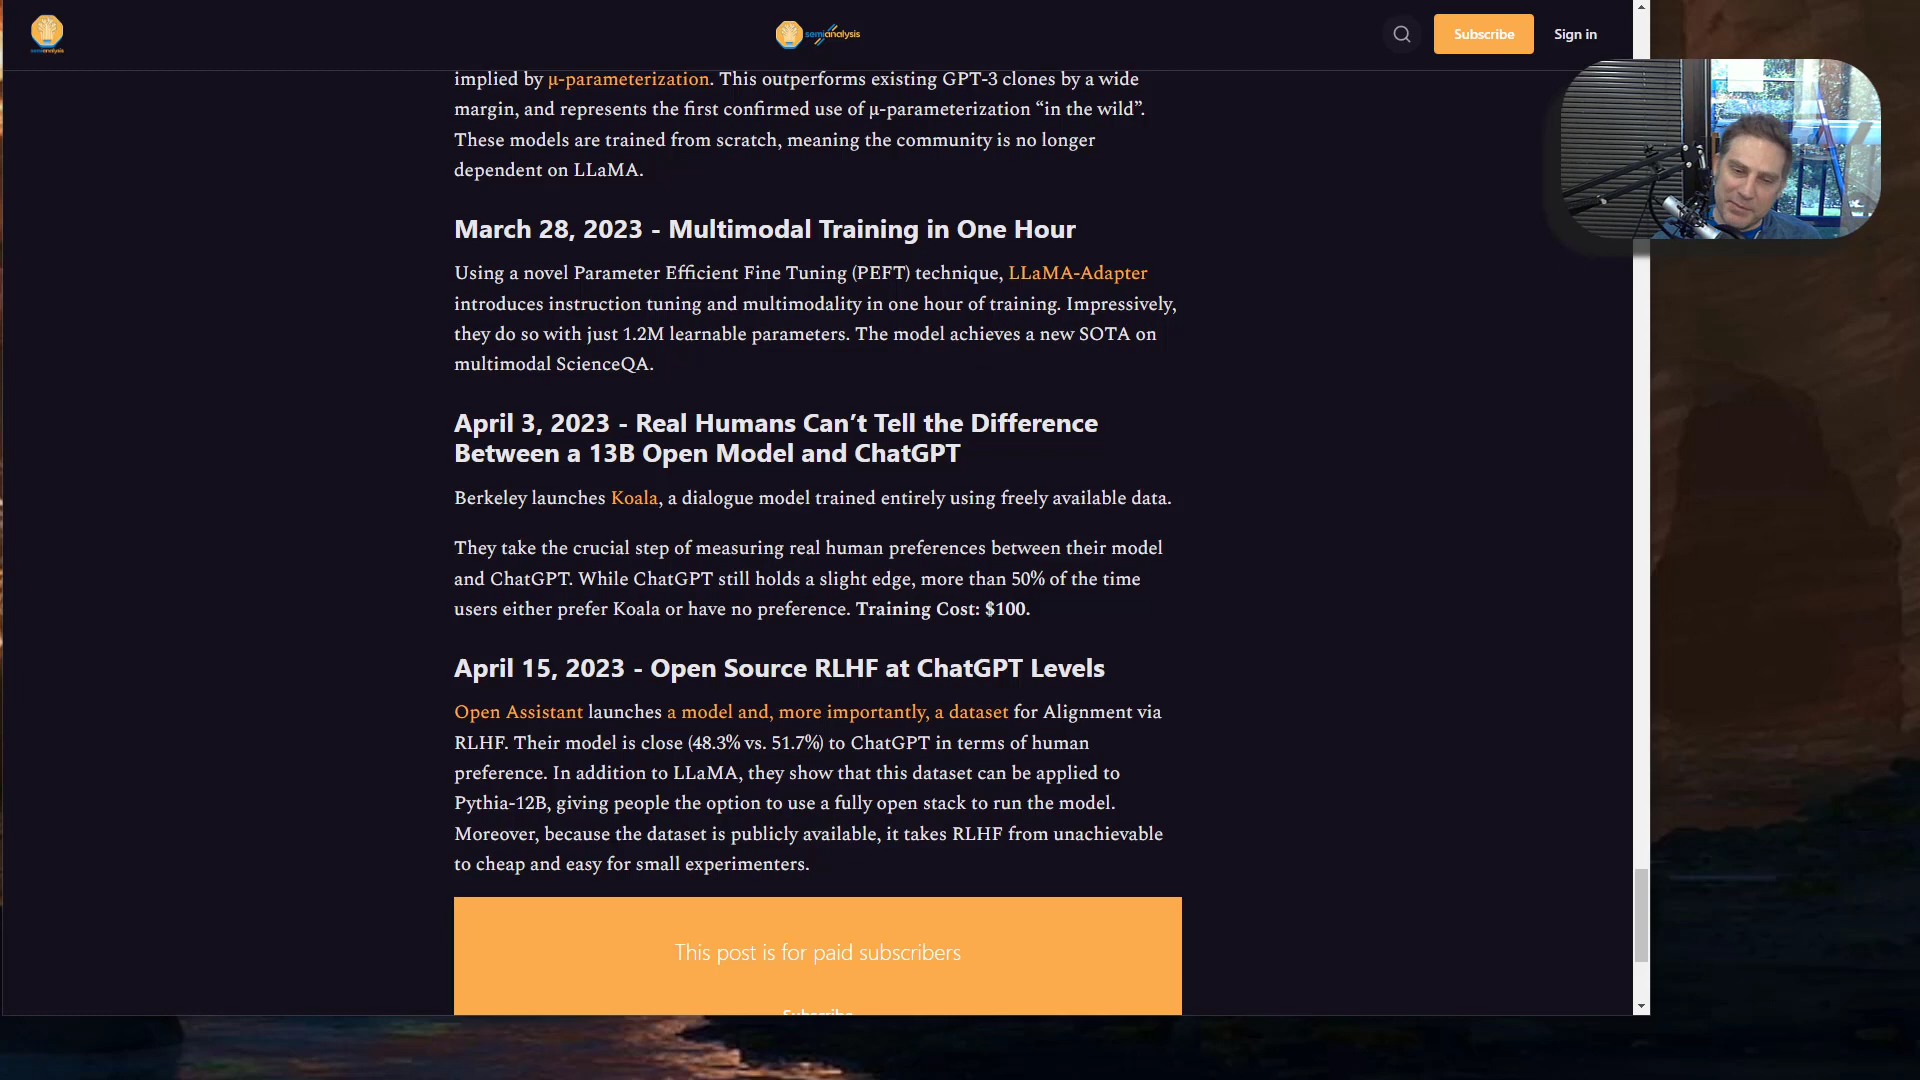 semianalysis
semianalysis
Subscribe
Sign in
implied by μ-parameterization. This outperforms existing GPT-3 clones by a wide
margin, and represents the first confirmed use of μ-parameterization “in the wild”.
These models are trained from scratch, meaning the community is no longer
dependent on LLaMA.
March 28, 2023 - Multimodal Training in One Hour
Using a novel Parameter Efficient Fine Tuning (PEFT) technique, LLaMA-Adapter
introduces instruction tuning and multimodality in one hour of training. Impressively,
they do so with just 1.2M learnable parameters. The model achieves a new SOTA on
multimodal ScienceQA.
April 3, 2023 - Real Humans Can’t Tell the Difference
Between a 13B Open Model and ChatGPT
Berkeley launches Koala, a dialogue model trained entirely using freely available data.
They take the crucial step of measuring real human preferences between their model
and ChatGPT. While ChatGPT still holds a slight edge, more than 50% of the time
users either prefer Koala or have no preference. Training Cost: $100.
April 15, 2023 - Open Source RLHF at ChatGPT Levels
Open Assistant launches a model and, more importantly, a dataset for Alignment via
RLHF. Their model is close (48.3% vs. 51.7%) to ChatGPT in terms of human
preference. In addition to LLaMA, they show that this dataset can be applied to
Pythia-12B, giving people the option to use a fully open stack to run the model.
Moreover, because the dataset is publicly available, it takes RLHF from unachievable
to cheap and easy for small experimenters.
This post is for paid subscribers
Subscribe